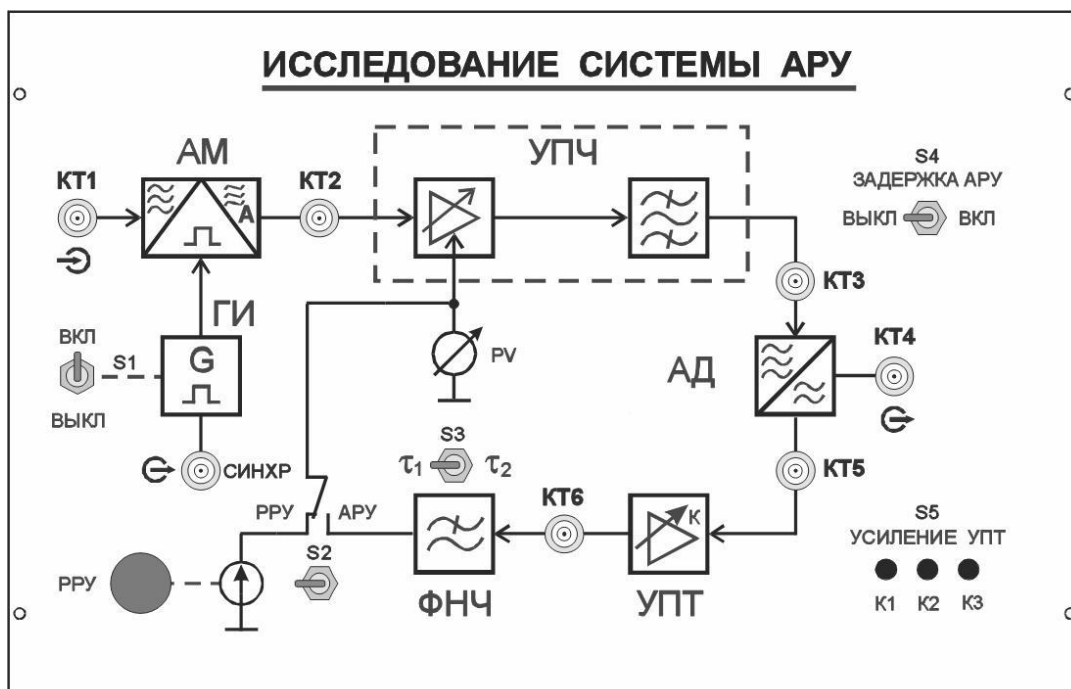 ИССЛЕДОВАНИЕ СИСТЕМЫ АРУ
АМ
УПЧ
КТ1
КТ2
A
S4
ЗАДЕРЖКА АРУ
ВЫКЛ
ВКЛ
КТ3
ГИ
ВКЛ
S1
G
ВЫКЛ
PV
АД
КТ4
СИНХР
S3
τ1
τ2
КТ5
РРУ
АРУ
S2
КТ6
К
S5
УСИЛЕНИЕ УПТ
РРУ
ФНЧ
УПТ
К1
К2
К3